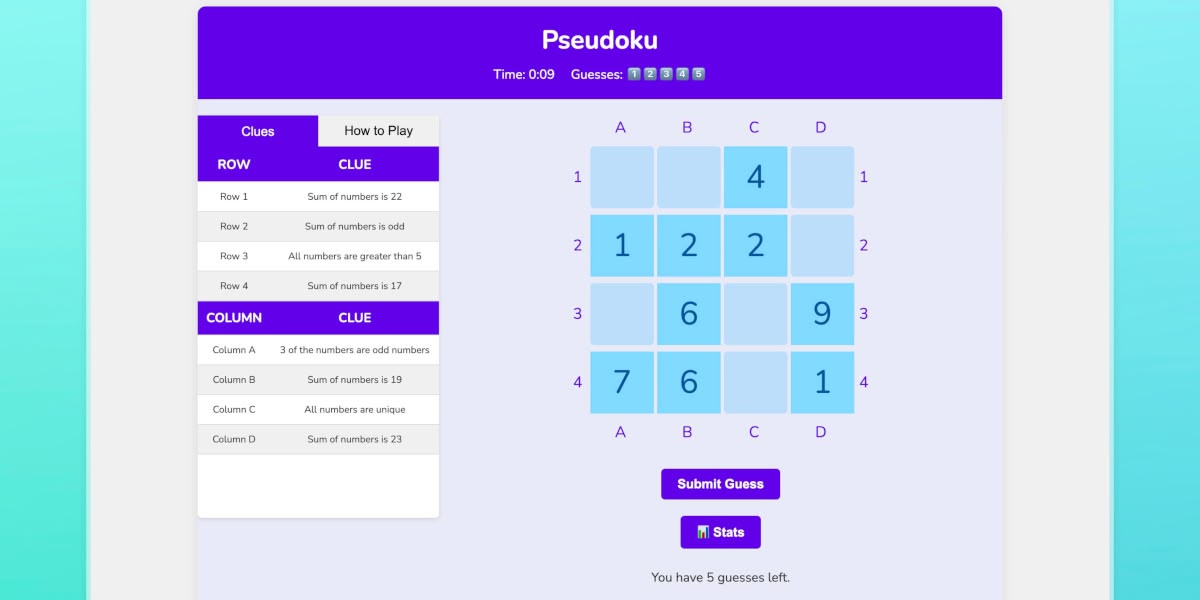 Pseudoku
Time: 0:09 Guesses: 1 2 3 4 5
Clues How to Play
ROW CLUE
Row 1 Sum of numbers is 22
Row 2 Sum of numbers is odd
Row 3 All numbers are greater than 5
Row 4 Sum of numbers is 17
COLUMN CLUE
Column A 3 of the numbers are odd numbers
Column B Sum of numbers is 19
Column C All numbers are unique
Column D Sum of numbers is 23
A B C D
1 4 1
2 1 2 2 2
3 6 9 3
4 7 6 1 4
A B C D
Submit Guess
📊 Stats
You have 5 guesses left.